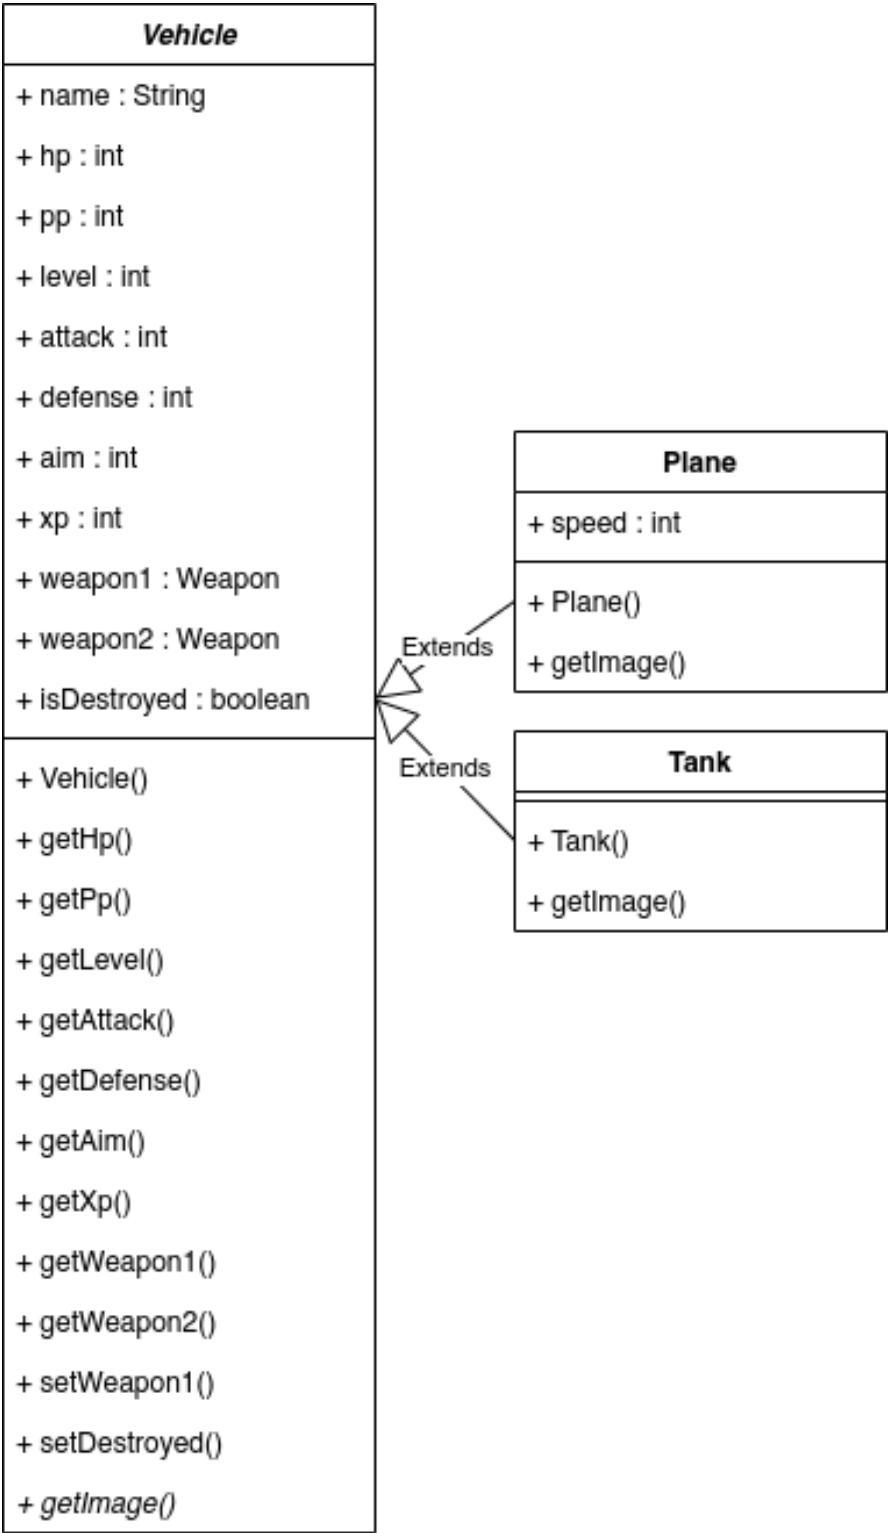 Vehicle
+ name : String
+ hp : int
+ pp : int
+ level : int
+ attack : int
+ defense : int
+ aim : int
+ xp : int
+ weapon1 : Weapon
+ weapon2 : Weapon
+ isDestroyed : boolean
+ Vehicle()
+ getHp()
+ getPp()
+ getLevel()
+ getAttack()
+ getDefense()
+ getAim()
+ getXp()
+ getWeapon1()
+ getWeapon2()
+ setWeapon1()
+ setDestroyed()
+ getImage()
Extends
Extends
Plane
+ speed : int
+ Plane()
+ getImage()
Tank
+ Tank()
+ getImage()